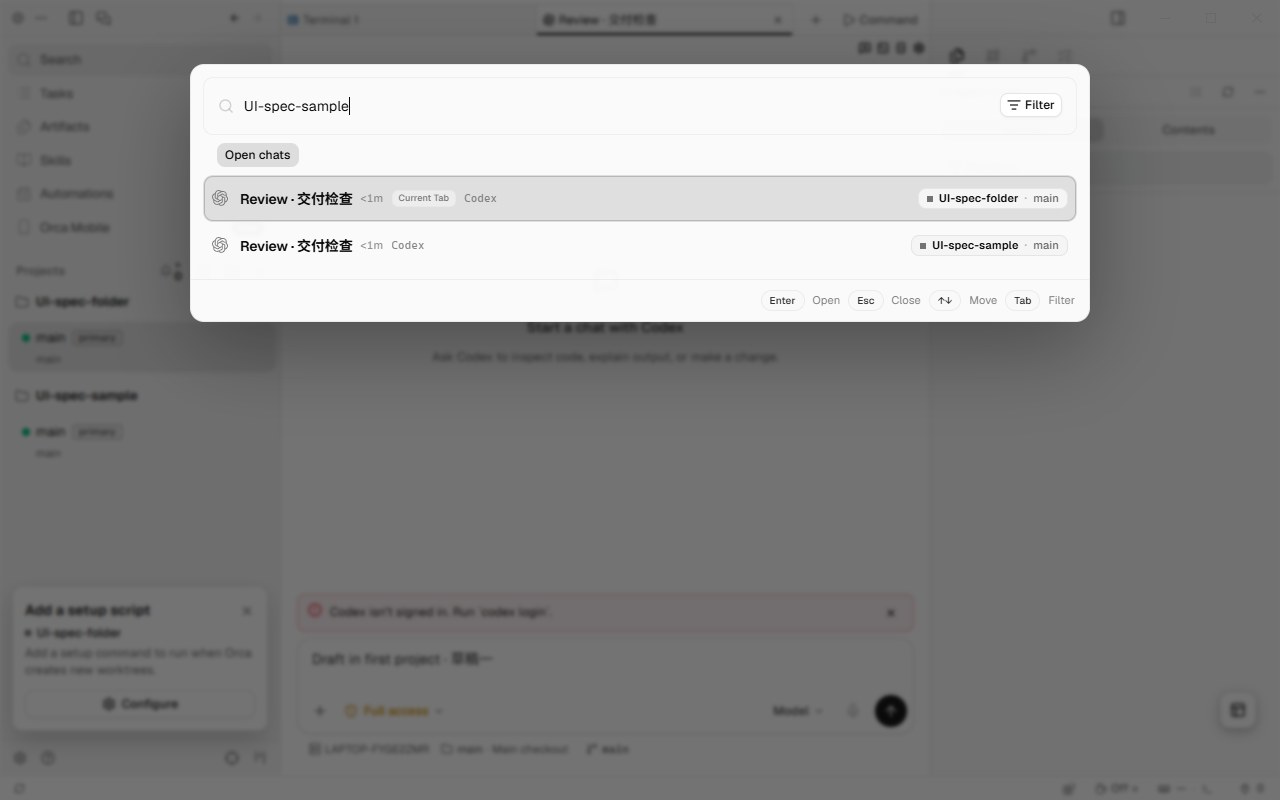 Terminal 1
Review · 交付检查
Command
Search
UI-spec-sample
Filter
Tasks
Artifacts
Skills
Automations
Orca Mobile
Contents
Open chats
Review · 交付检查 <1m Current Tab Codex UI-spec-folder · main
Review · 交付检查 <1m Codex UI-spec-sample · main
Enter Open Esc Close ↑↓ Move Tab Filter
Projects
UI-spec-folder
main primary
main
UI-spec-sample
main primary
main
Start a chat with Codex
Ask Codex to inspect code, explain output, or make a change.
Add a setup script
UI-spec-folder
Add a setup command to run when Orca
creates new worktrees.
Configure
Codex isn't signed in. Run `codex login`.
Draft in first project · 草稿一
Full access
Model
main · Main checkout
main
Off
0